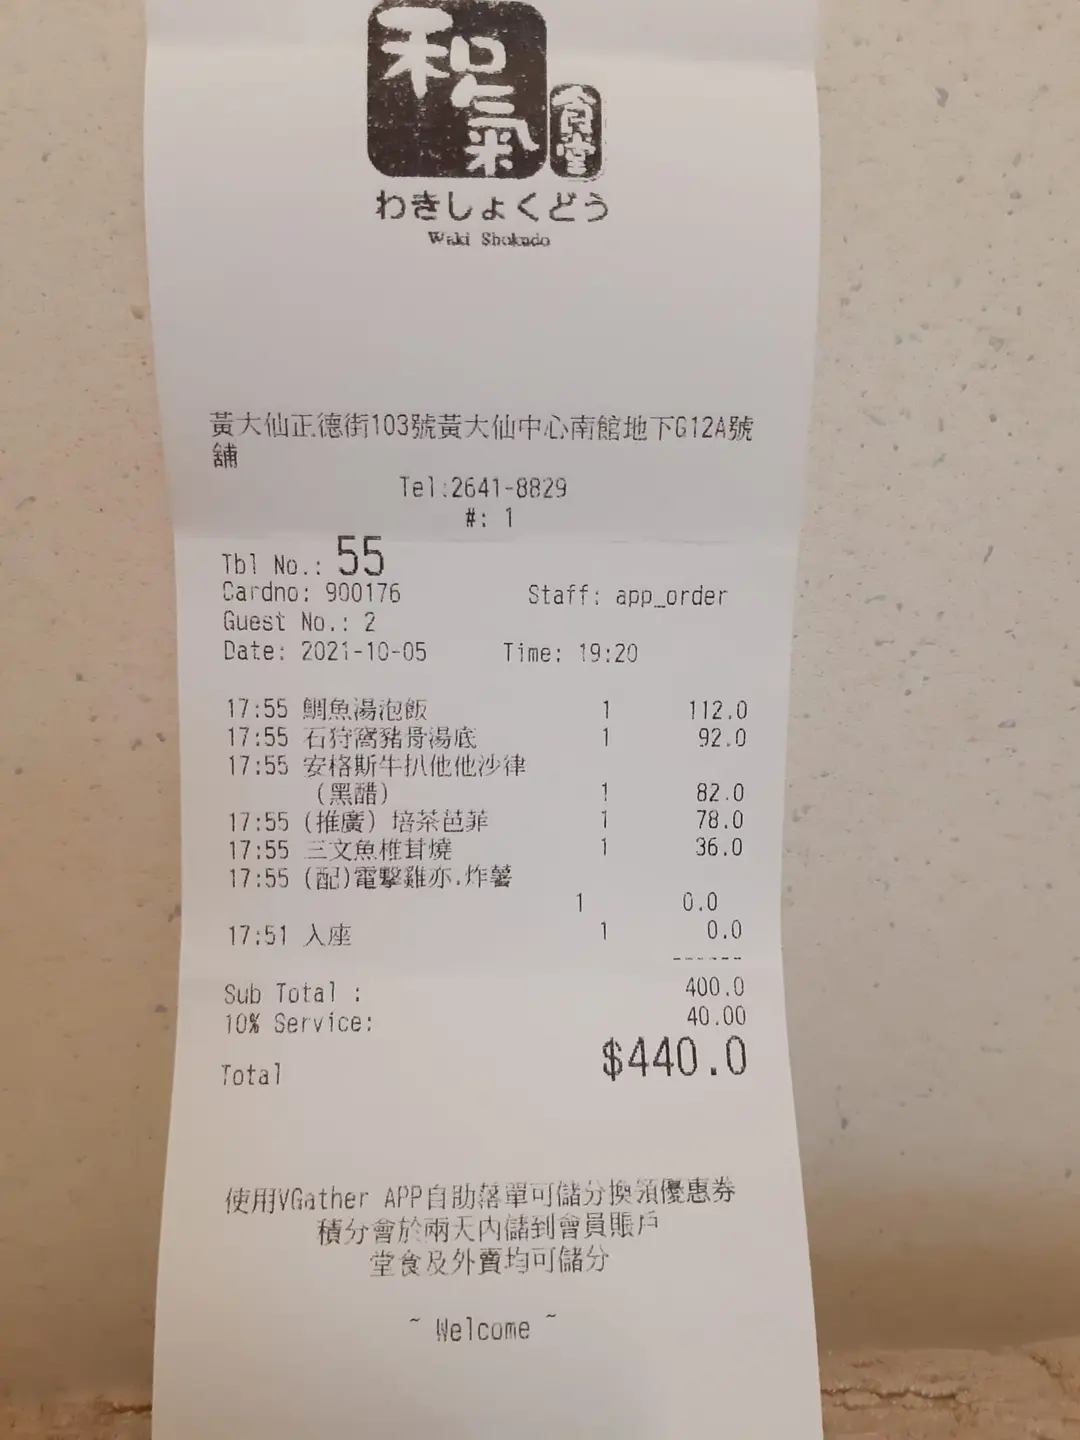 和氣
食堂
わきしょくどう
Waki Shokudo
黃大仙正德街103號黃大仙中心南館地下G12A號
舖
Tel:2641-8829
#: 1
Tbl No.: 55
Cardno: 900176 Staff: app_order
Guest No.: 2
Date: 2021-10-05 Time: 19:20
17:55 鯛魚湯泡飯 1 112.0
17:55 石狩窩豬骨湯底 1 92.0
17:55 安格斯牛扒他他沙律
(黑醋) 1 82.0
17:55 (推廣) 培茶芭菲 1 78.0
17:55 三文魚椎茸燒 1 36.0
17:55 (配)電擊雞亦.炸薯
1 0.0
17:51 入座 1 0.0
------
Sub Total : 400.0
10% Service: 40.00
Total $440.0
使用VGather APP自助落單可儲分換領優惠券
積分會於兩天內儲到會員賬戶
堂食及外賣均可儲分
~ Welcome ~